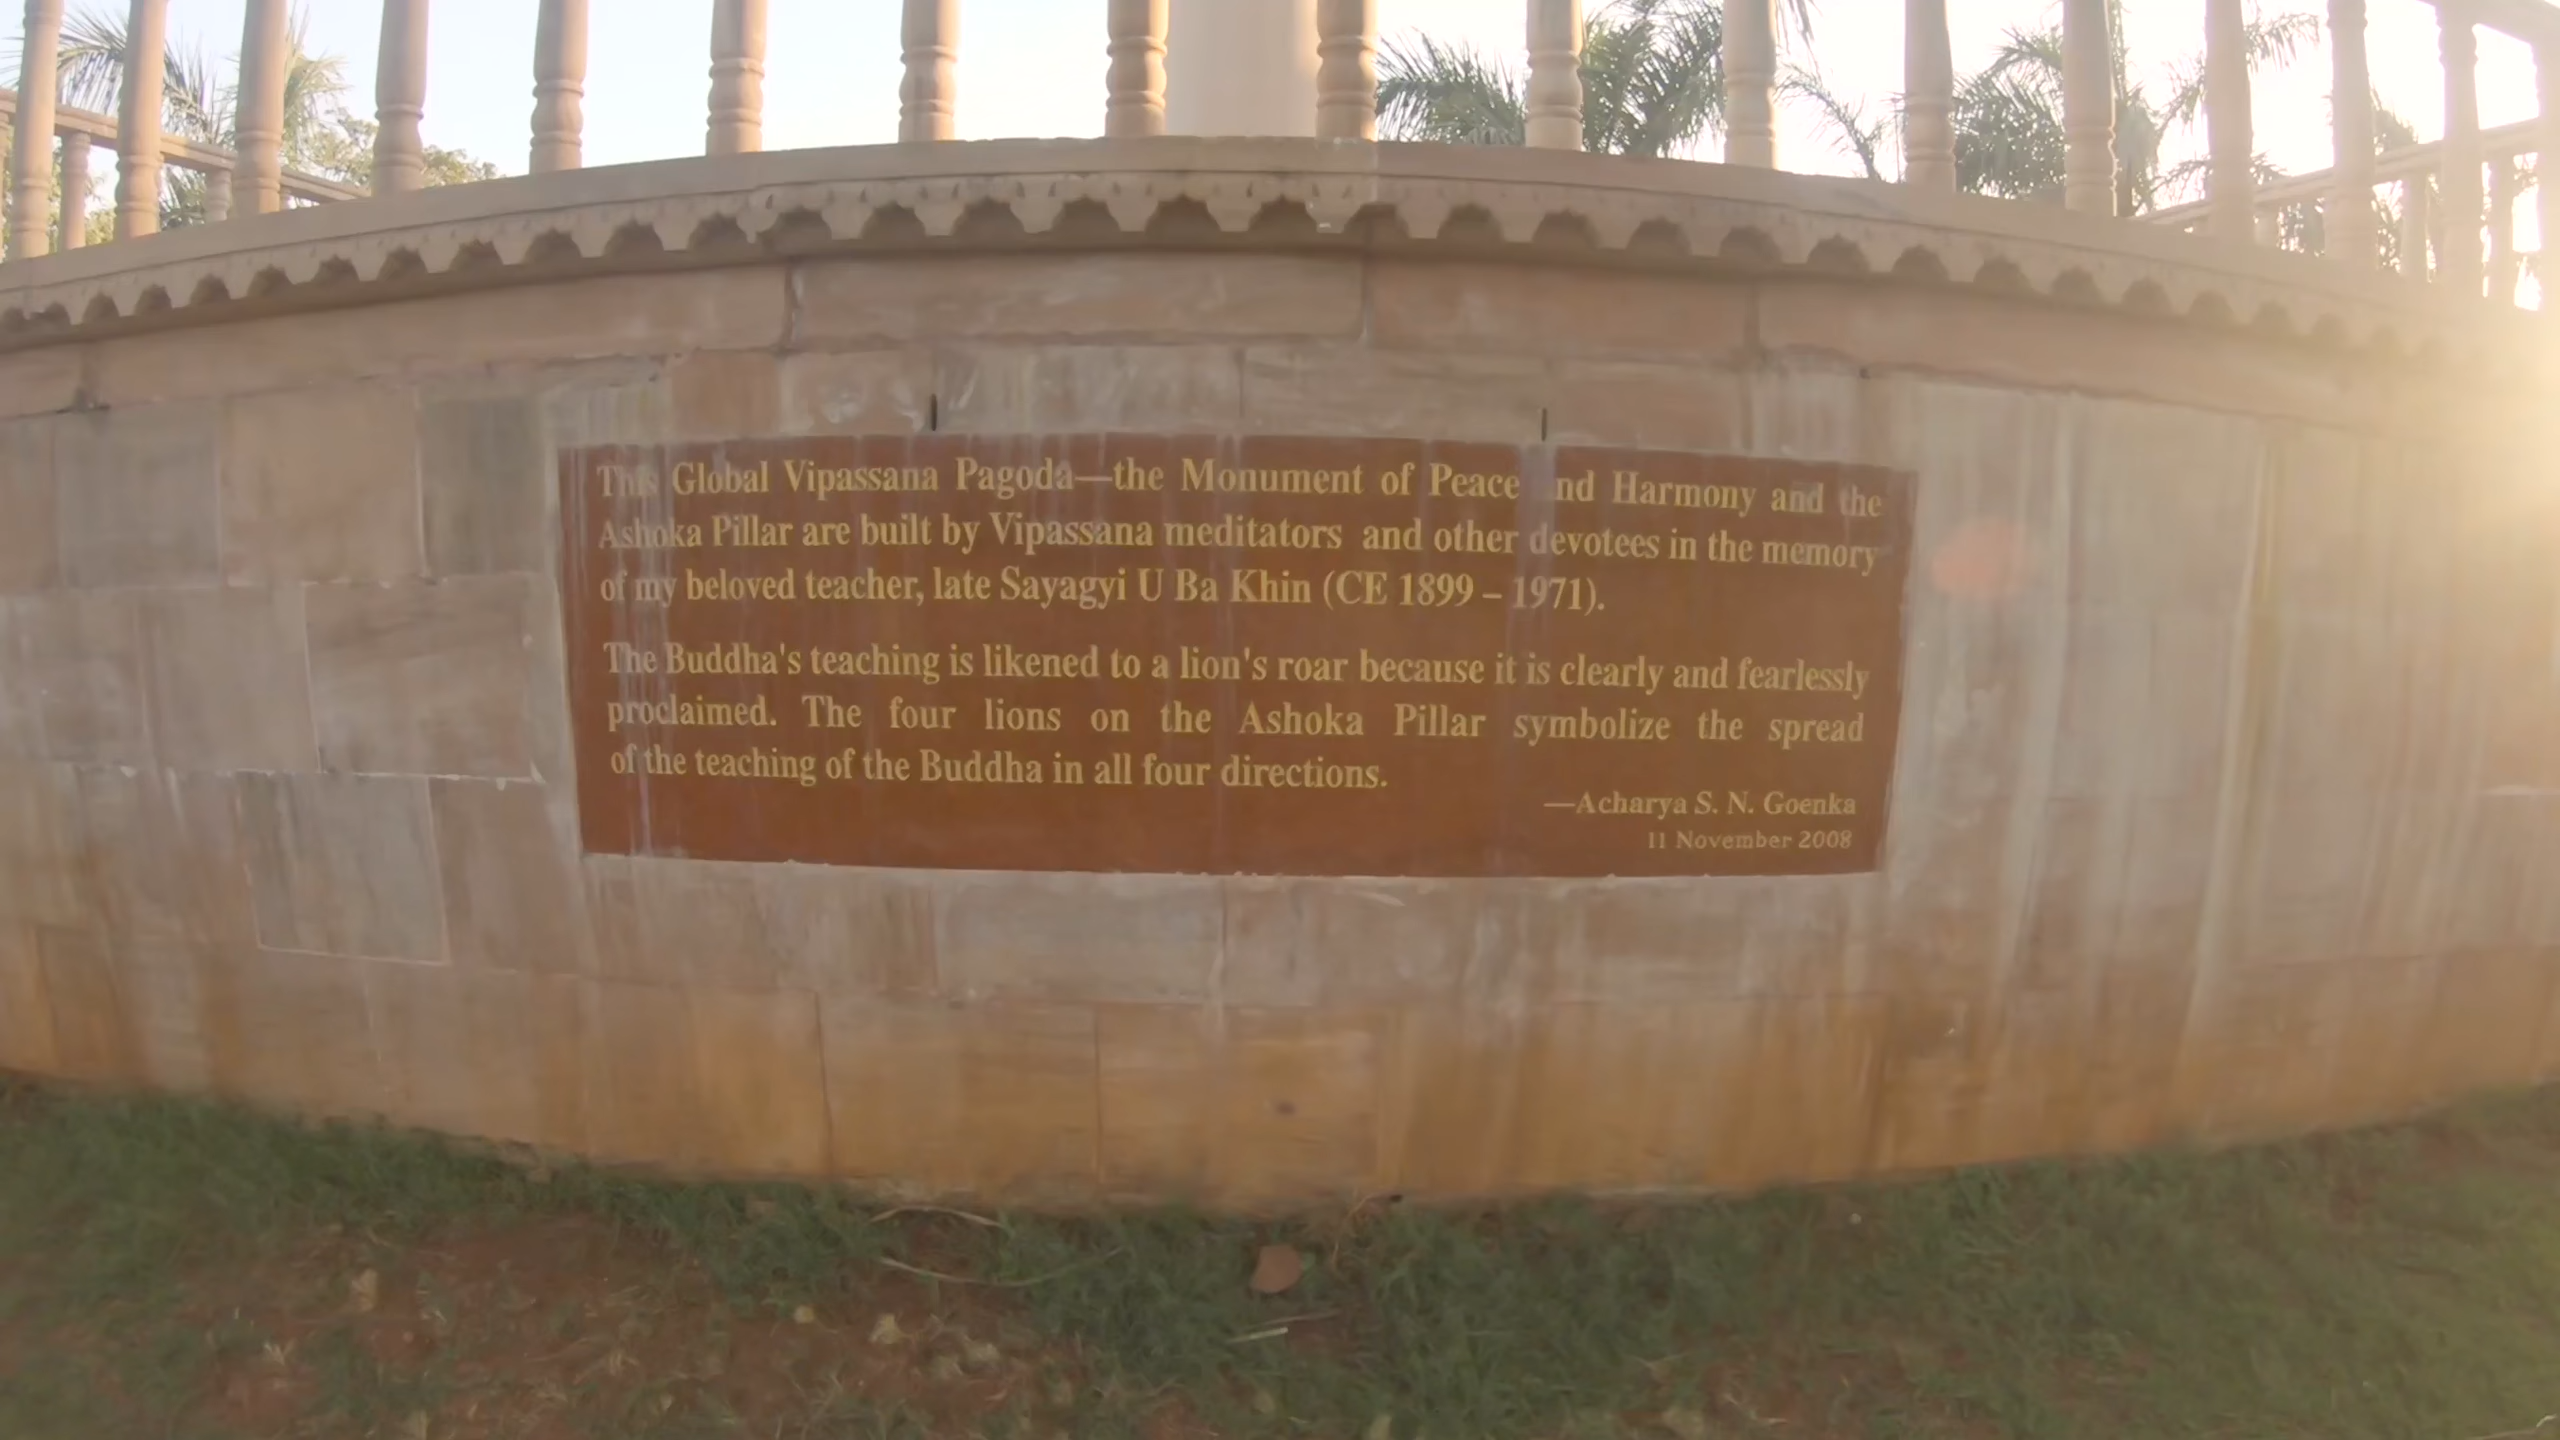 This Global Vipassana Pagoda—the Monument of Peace and Harmony and the
Ashoka Pillar are built by Vipassana meditators and other devotees in the memory
of my beloved teacher, late Sayagyi U Ba Khin (CE 1899 – 1971).
The Buddha's teaching is likened to a lion's roar because it is clearly and fearlessly
proclaimed. The four lions on the Ashoka Pillar symbolize the spread
of the teaching of the Buddha in all four directions.
—Acharya S. N. Goenka
11 November 2008